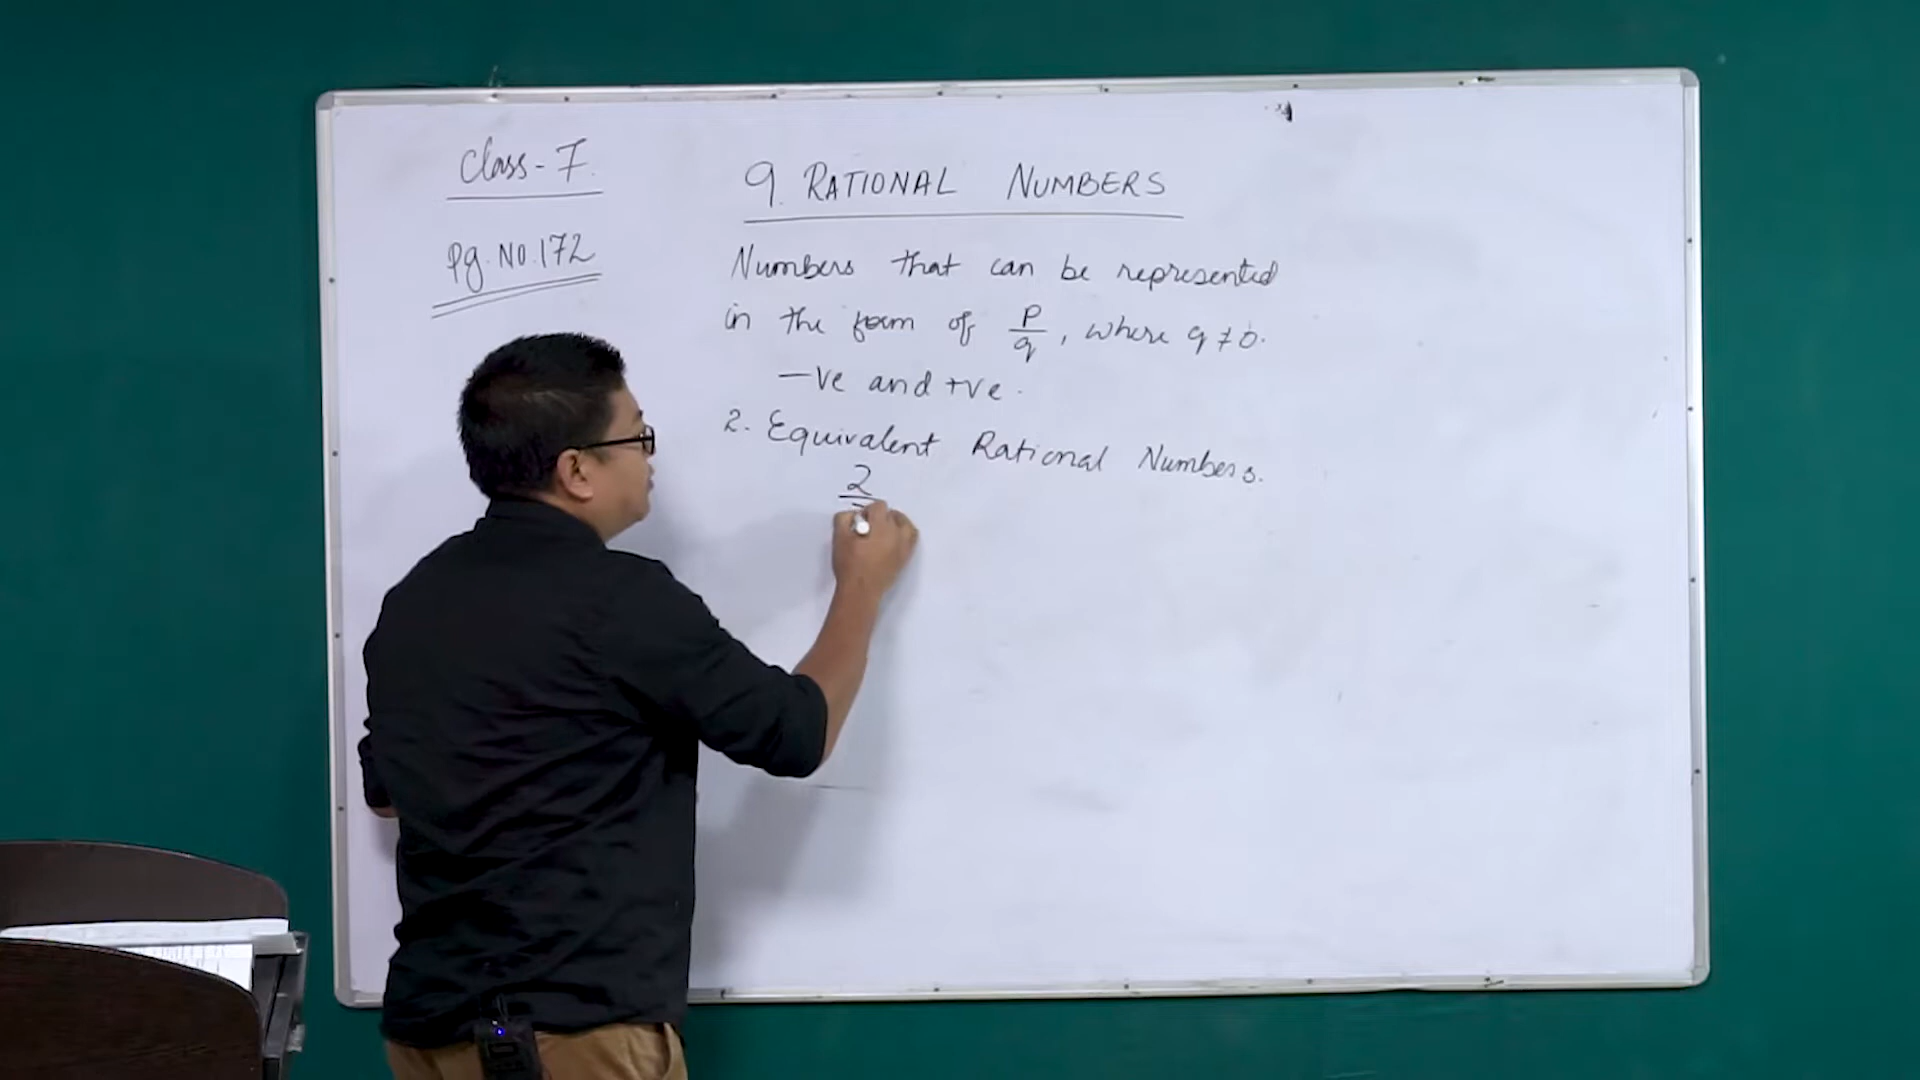 Class-7.
Pg.No.172
9. RATIONAL NUMBERS
Numbers that can be represented
in the form of p/q, where q ≠ 0.
-ve and +ve.
2. Equivalent Rational Numbers.
2